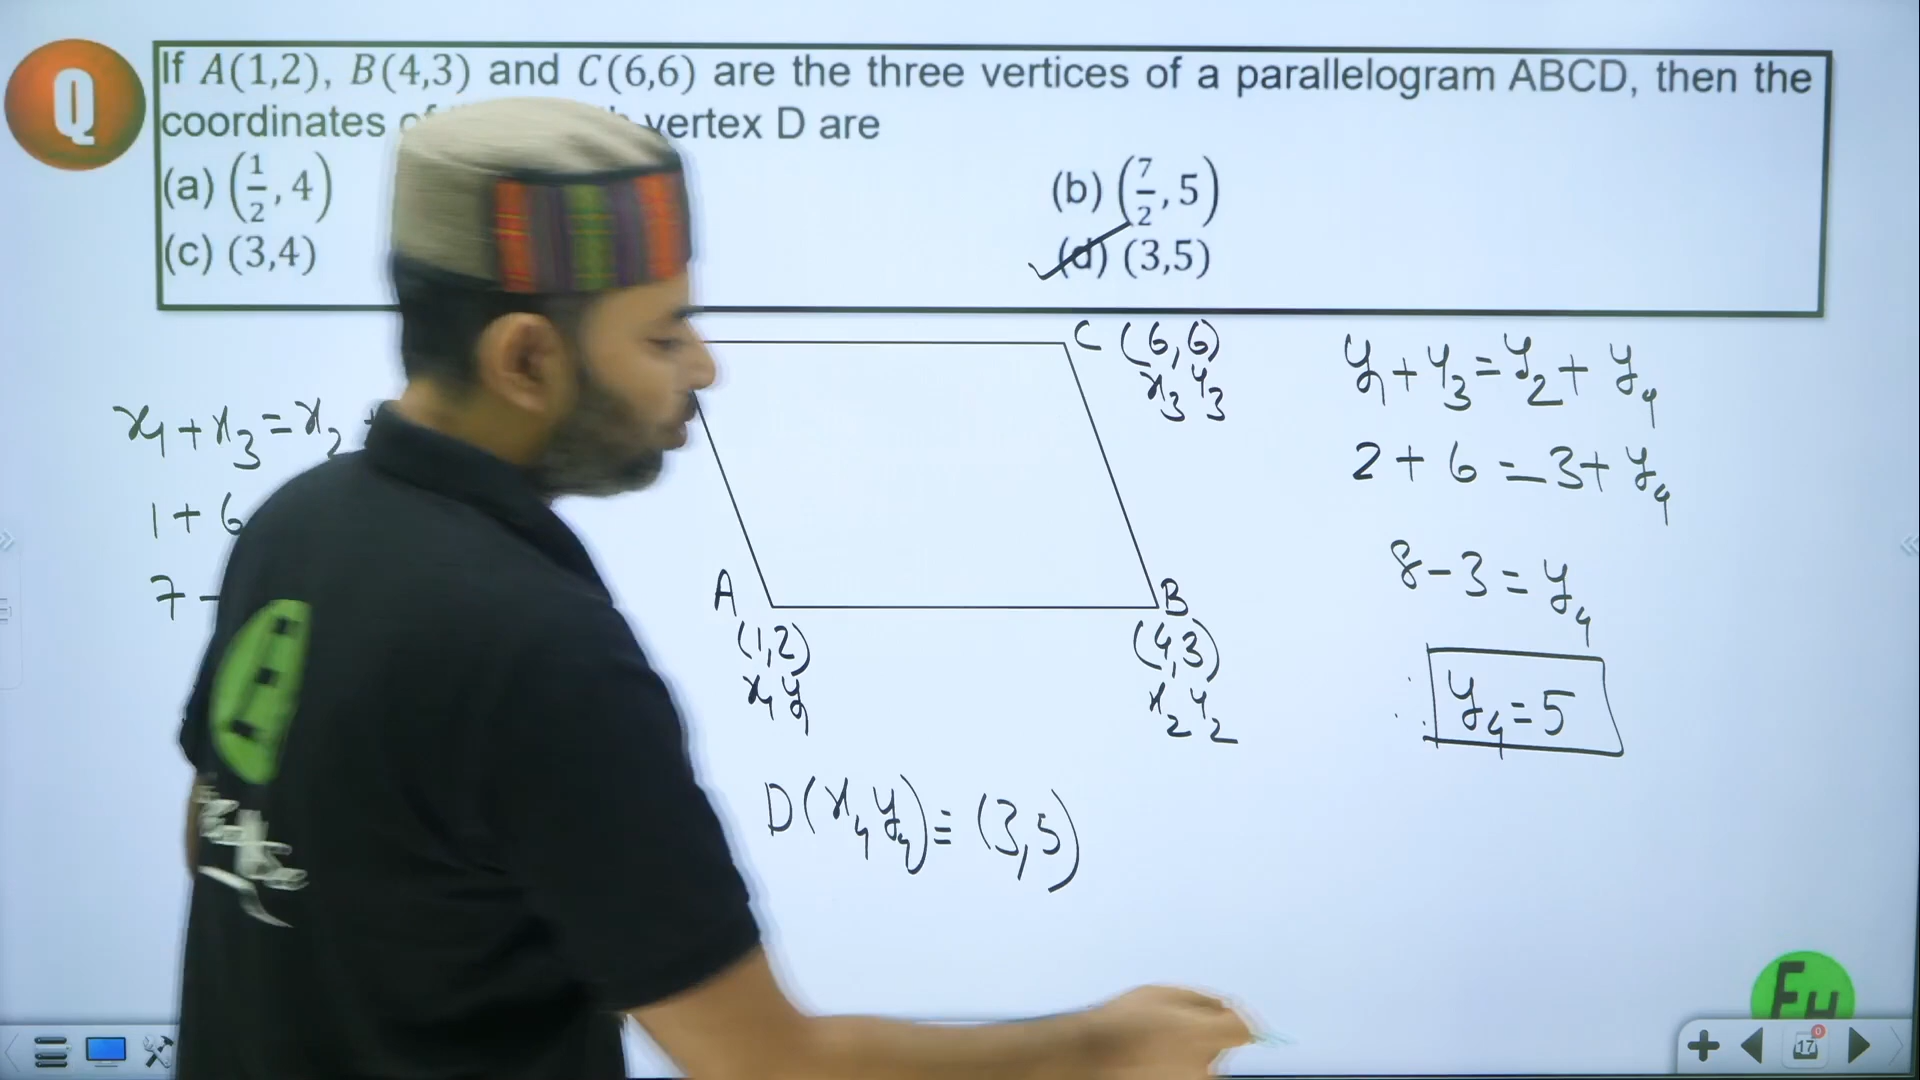 Q
If A(1,2), B(4,3) and C(6,6) are the three vertices of a parallelogram ABCD, then the
coordinates vertex D are
(a) (1/2, 4)
(b) (7/2, 5)
(c) (3,4)
(d) (3,5)
C (6,6)
x₃ y₃
x₁ + x₃ = x₂
1 + 6
7 -
A
(1,2)
x₁ y₁
B
(4,3)
x₂ y₂
D(x₄ y₄) ≡ (3,5)
y₁ + y₃ = y₂ + y₄
2 + 6 = 3 + y₄
8 - 3 = y₄
y₄ = 5
17
0